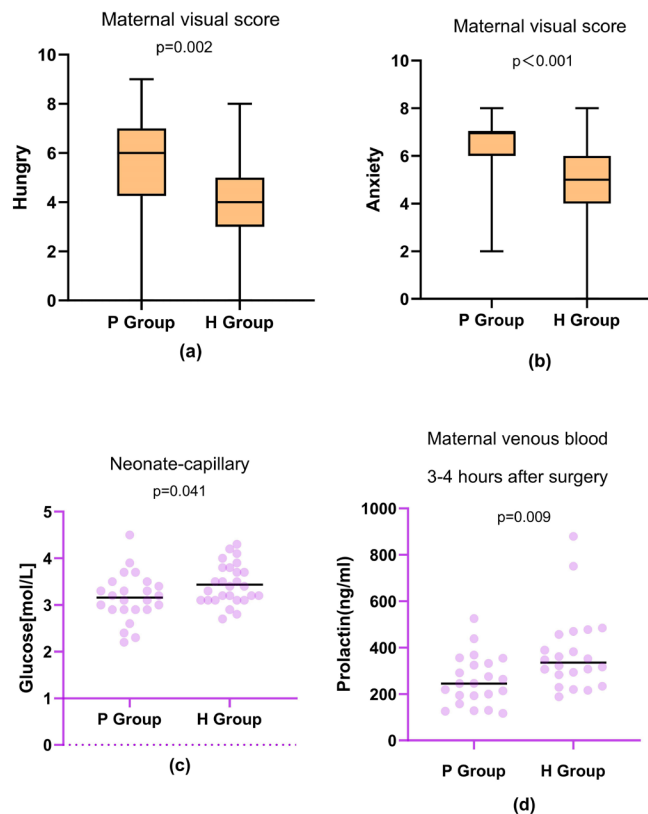 Maternal visual score
p=0.002
Hungry
10
8
6
4
2
0
P Group H Group
(a)
Maternal visual score
p<0.001
Anxiety
10
8
6
4
2
0
P Group H Group
(b)
Neonate-capillary
p=0.041
Glucose[mol/L]
5
4
3
2
1
0
P Group H Group
(c)
Maternal venous blood
3-4 hours after surgery
p=0.009
Prolactin(ng/ml)
1000
800
600
400
200
0
P Group H Group
(d)